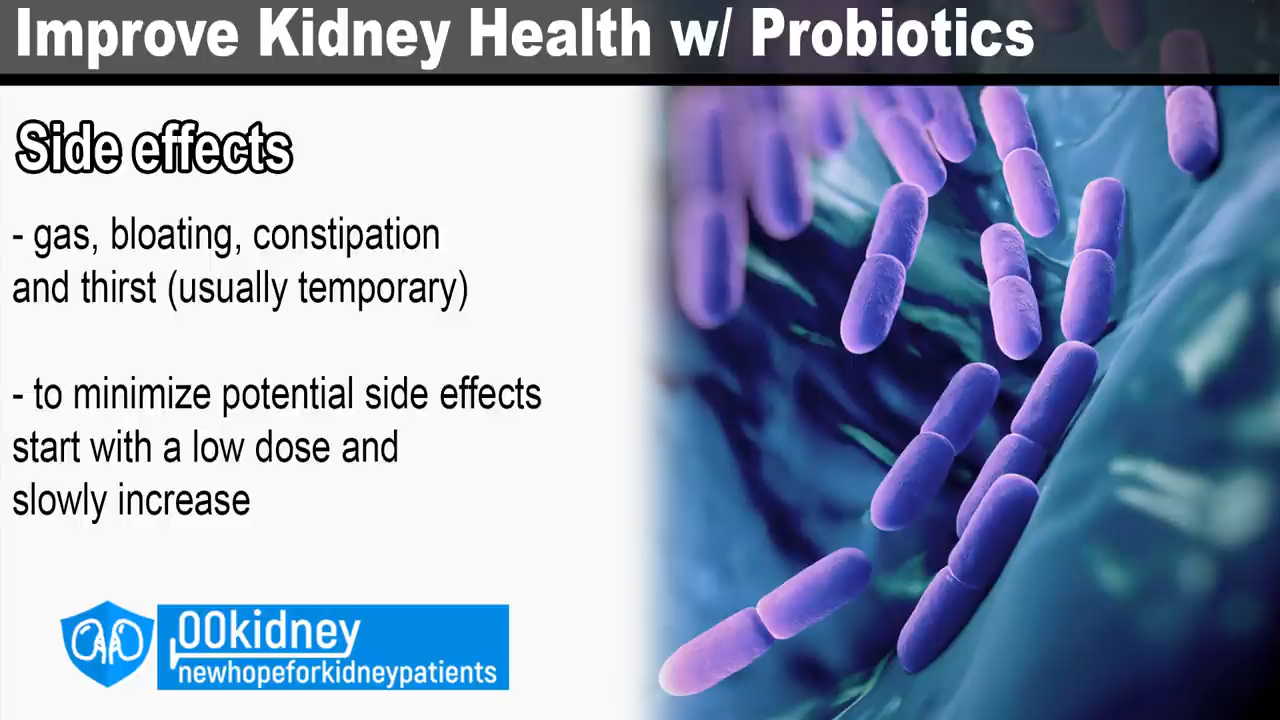 Improve Kidney Health w/ Probiotics
Side effects
- gas, bloating, constipation
and thirst (usually temporary)
- to minimize potential side effects
start with a low dose and
slowly increase
00kidney
newhopeforkidneypatients